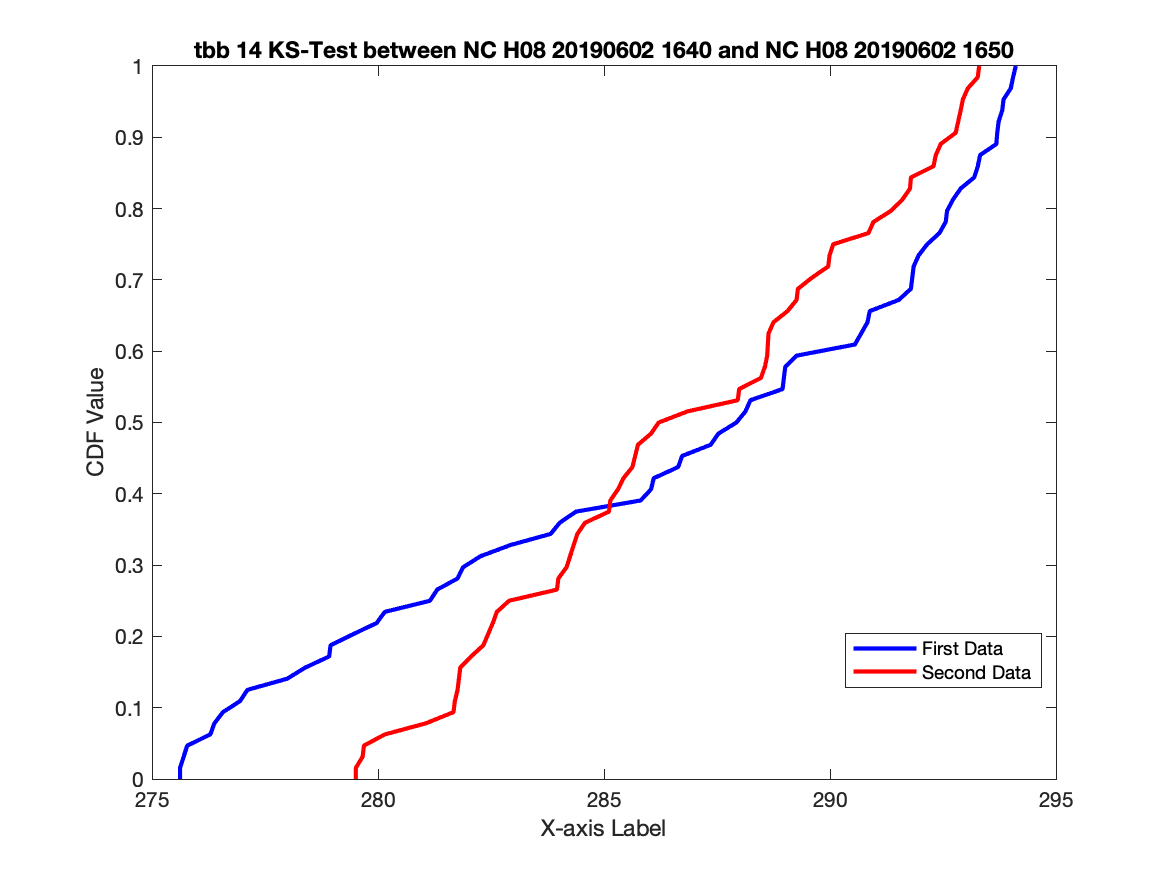 tbb 14 KS-Test between NC H08 20190602 1640 and NC H08 20190602 1650
1
0.9
0.8
0.7
0.6
0.5
0.4
0.3
0.2
0.1
0
CDF Value
First Data
Second Data
275 280 285 290 295
X-axis Label